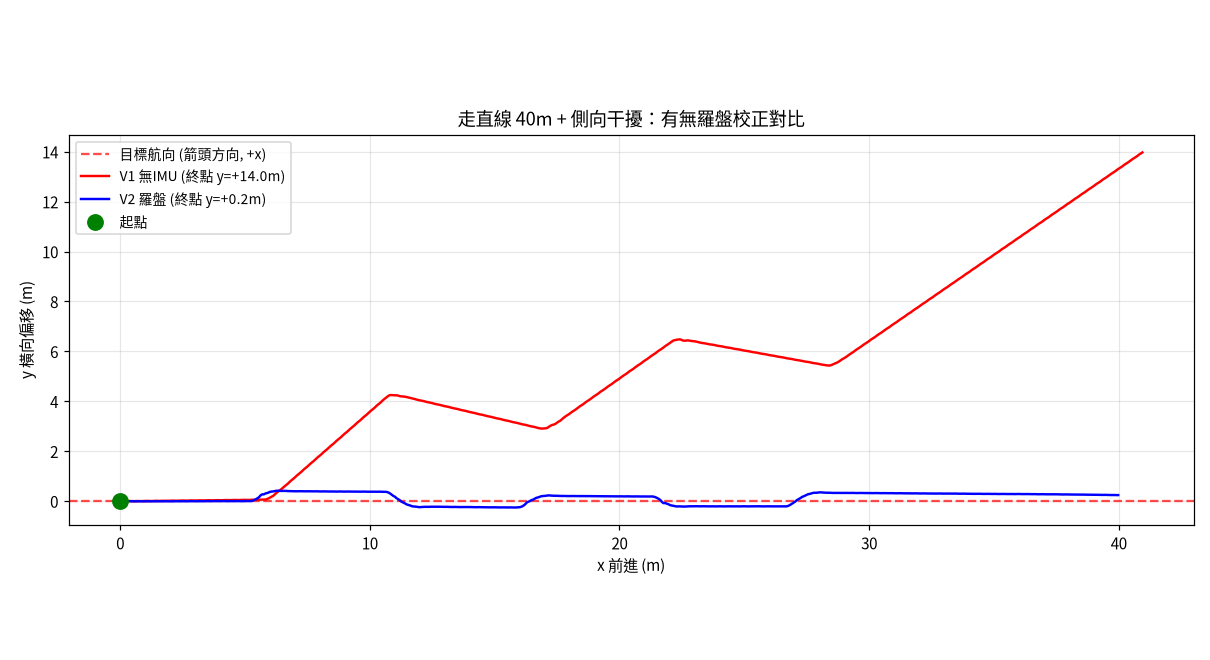 走直線 40m + 側向干擾：有無羅盤校正對比
目標航向 (箭頭方向, +x)
V1 無IMU (終點 y=+14.0m)
V2 羅盤 (終點 y=+0.2m)
起點
y 橫向偏移 (m)
14
12
10
8
6
4
2
0
0 10 20 30 40
x 前進 (m)